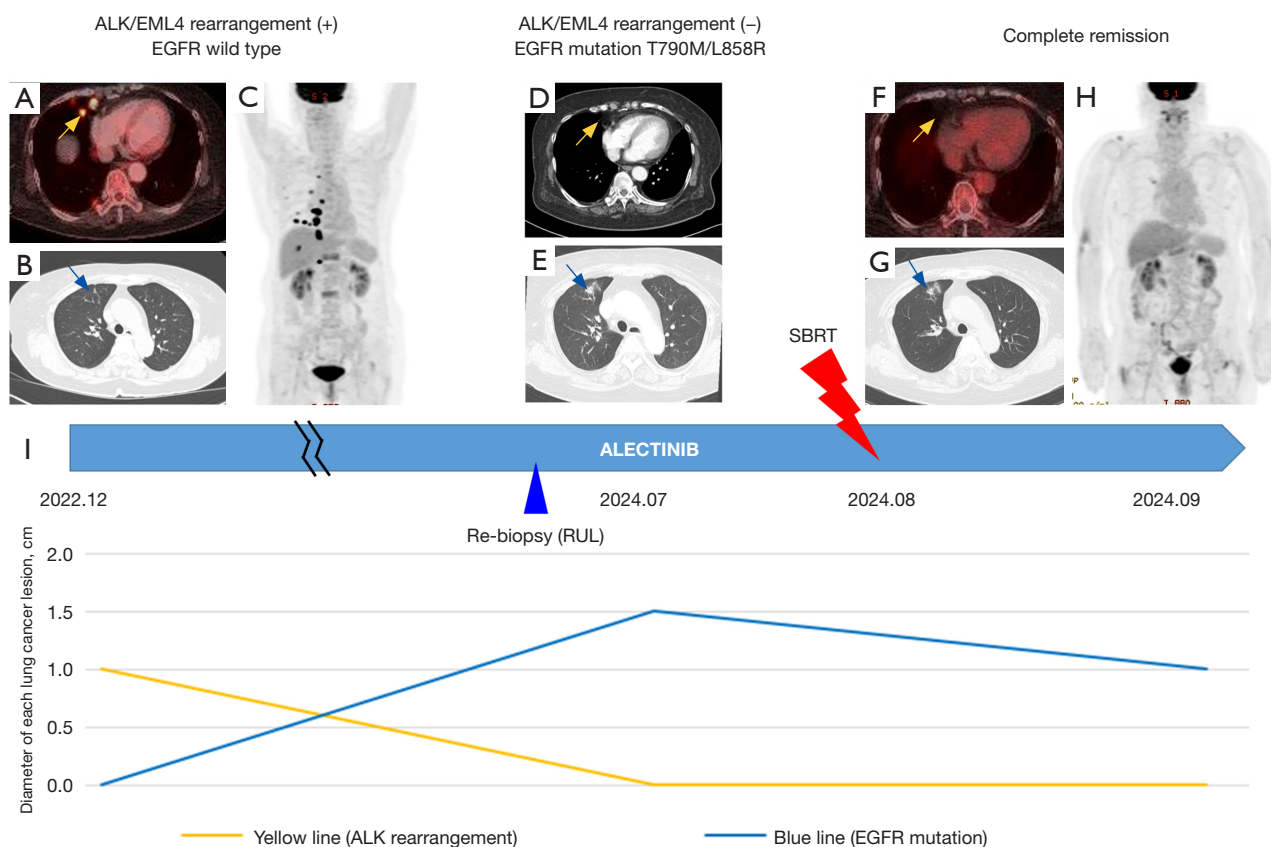 ALK/EML4 rearrangement (+)
EGFR wild type
ALK/EML4 rearrangement (–)
EGFR mutation T790M/L858R
Complete remission
A
B
C
S 2
D
E
F
G
H
S 1
SBRT
I
ALECTINIB
2022.12
2024.07
2024.08
2024.09
Re-biopsy (RUL)
Diameter of each lung cancer lesion, cm
2.0
1.5
1.0
0.5
0.0
Yellow line (ALK rearrangement)
Blue line (EGFR mutation)